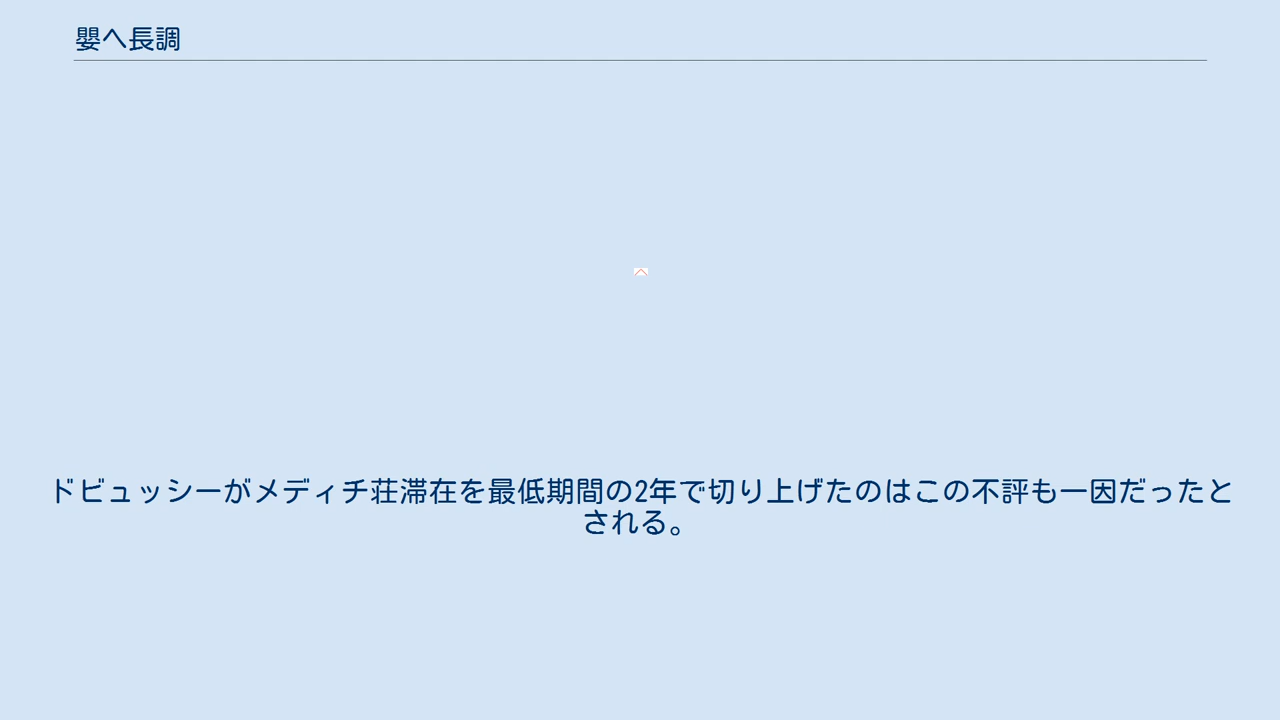 嬰ヘ長調
ドビュッシーがメディチ荘滞在を最低期間の2年で切り上げたのはこの不評も一因だったと
される。